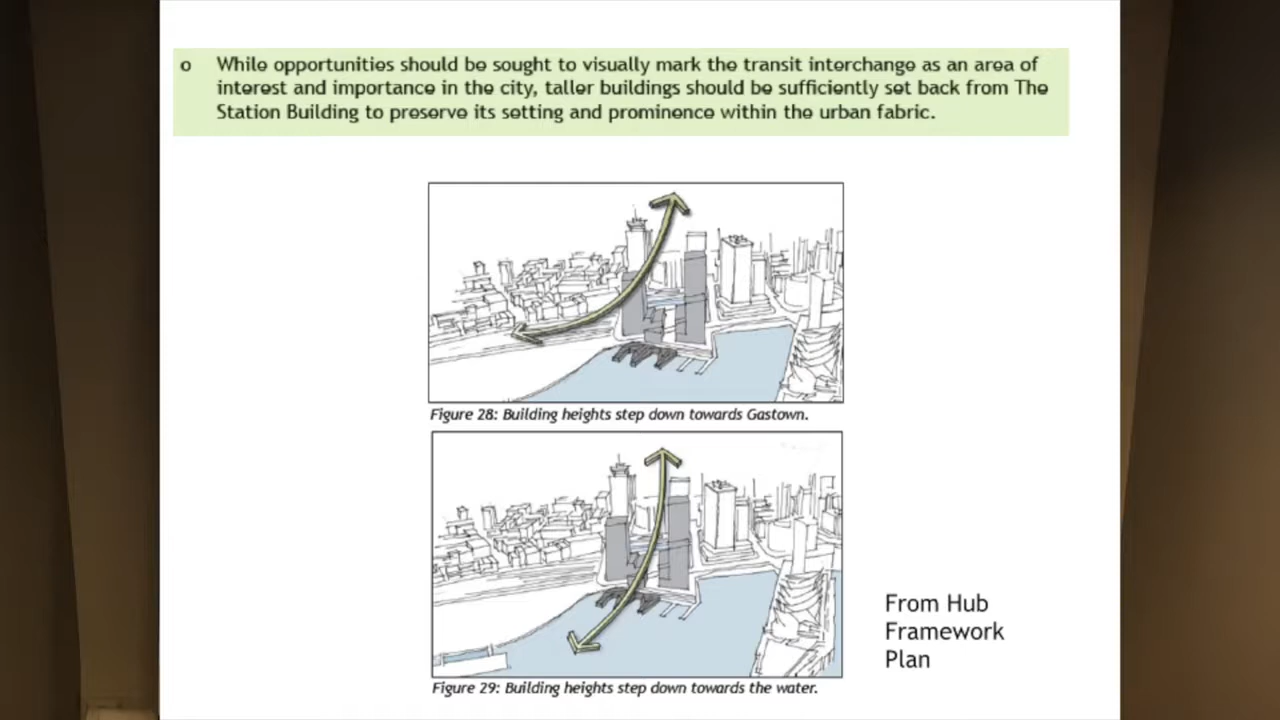 o While opportunities should be sought to visually mark the transit interchange as an area of
interest and importance in the city, taller buildings should be sufficiently set back from The
Station Building to preserve its setting and prominence within the urban fabric.
Figure 28: Building heights step down towards Gastown.
Figure 29: Building heights step down towards the water.
From Hub
Framework
Plan